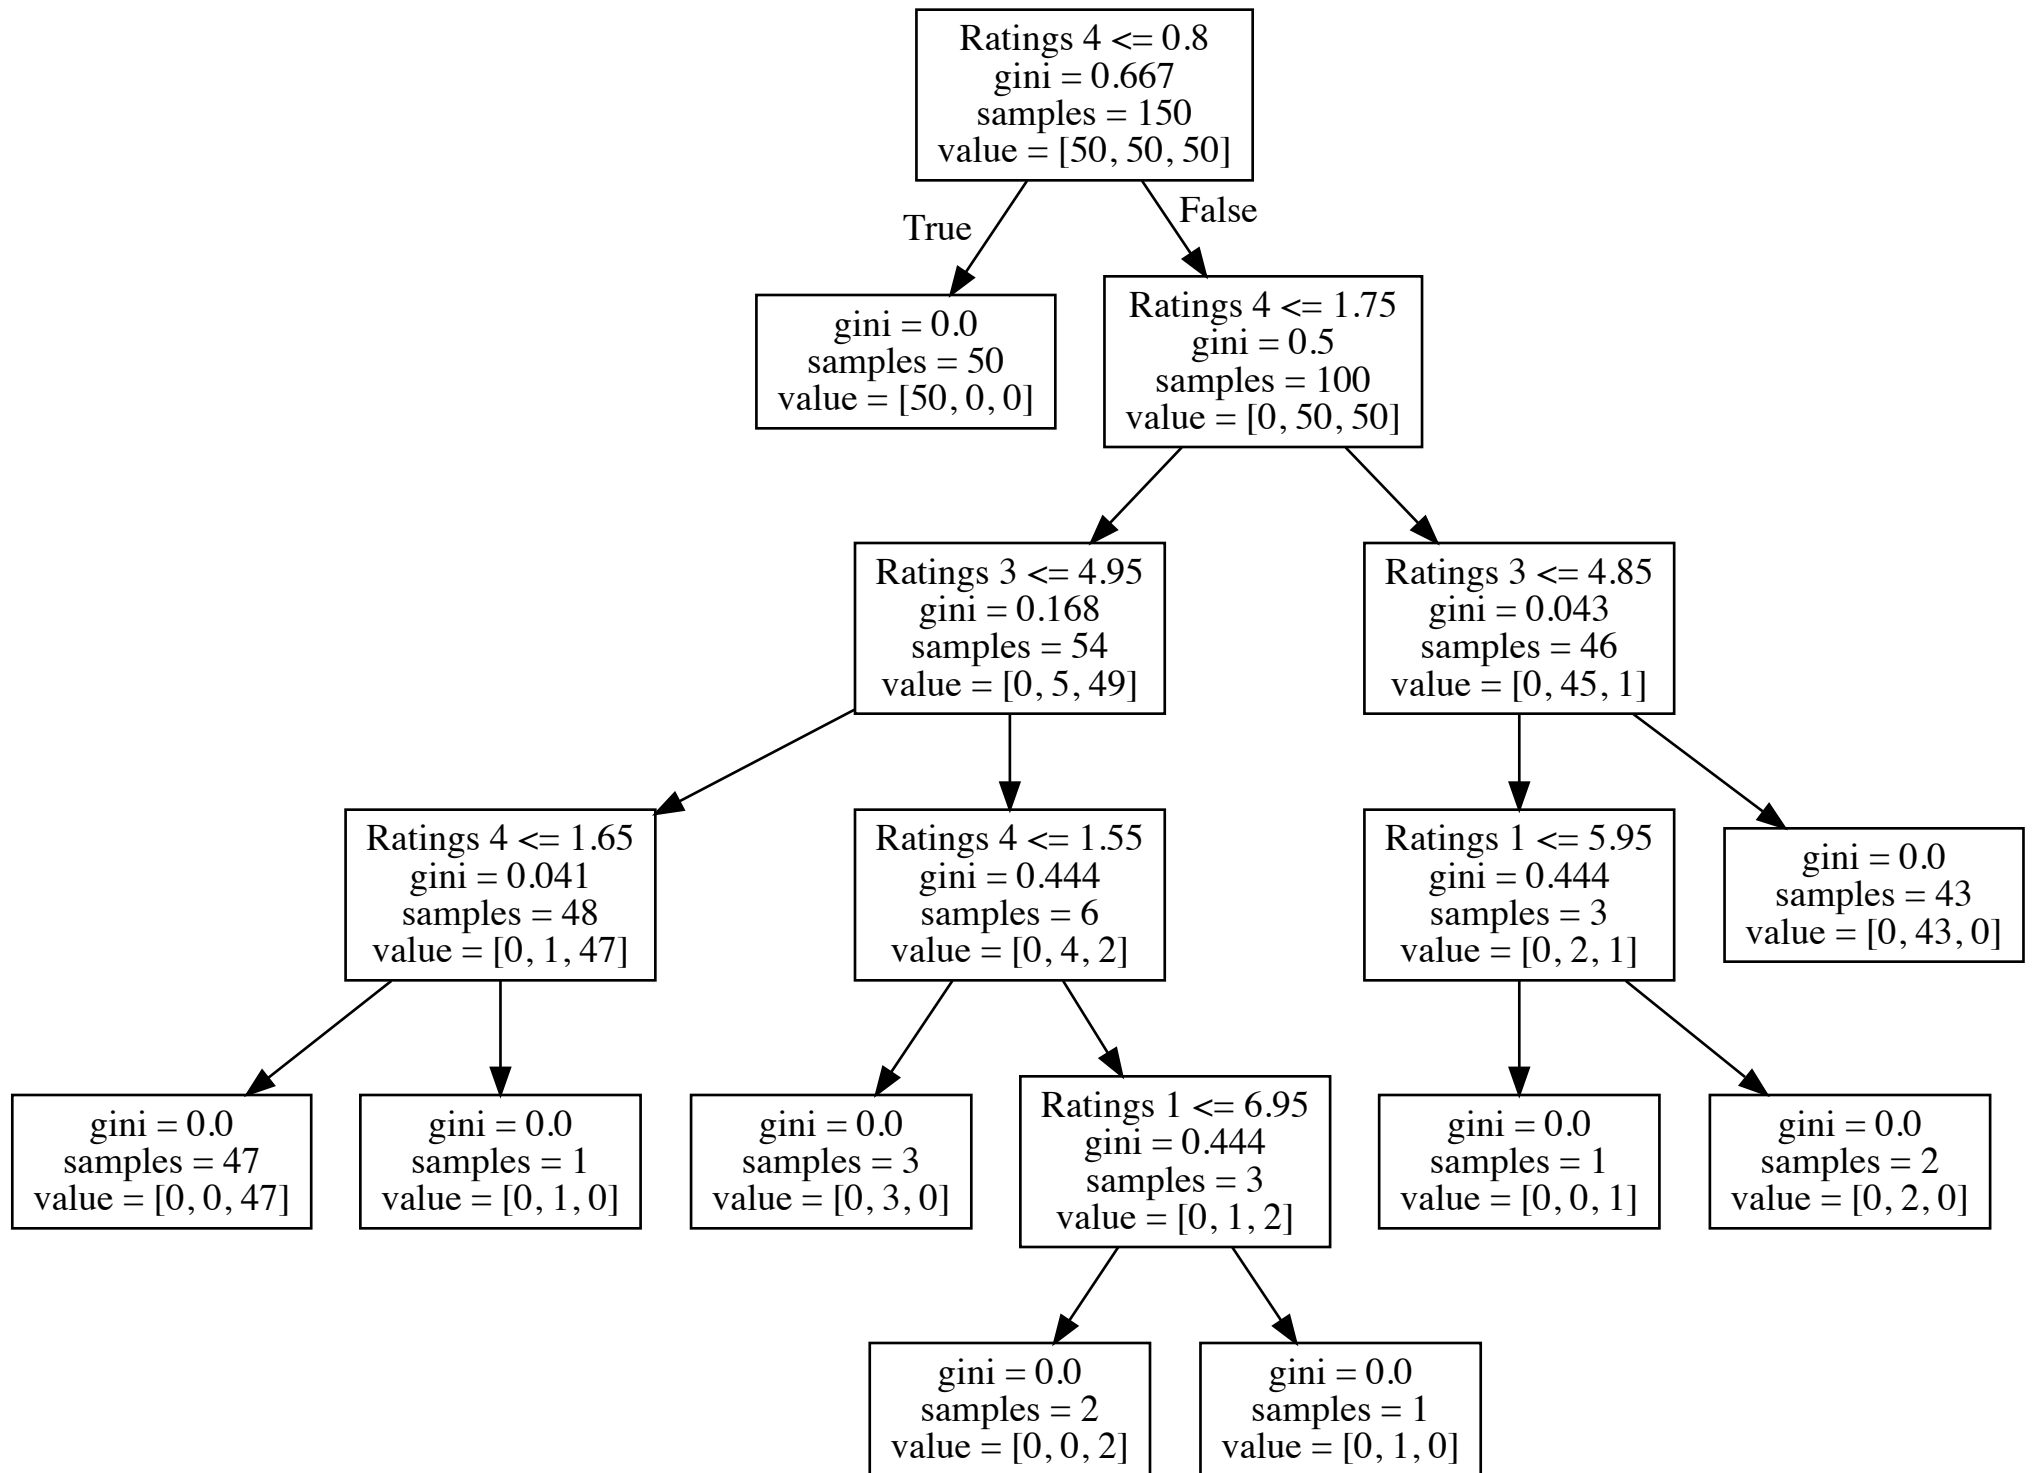 Ratings 4 <= 0.8
gini = 0.667
samples = 150
value = [50, 50, 50]
True
False
gini = 0.0
samples = 50
value = [50, 0, 0]
Ratings 4 <= 1.75
gini = 0.5
samples = 100
value = [0, 50, 50]
Ratings 3 <= 4.95
gini = 0.168
samples = 54
value = [0, 5, 49]
Ratings 3 <= 4.85
gini = 0.043
samples = 46
value = [0, 45, 1]
Ratings 4 <= 1.65
gini = 0.041
samples = 48
value = [0, 1, 47]
Ratings 4 <= 1.55
gini = 0.444
samples = 6
value = [0, 4, 2]
Ratings 1 <= 5.95
gini = 0.444
samples = 3
value = [0, 2, 1]
gini = 0.0
samples = 43
value = [0, 43, 0]
gini = 0.0
samples = 47
value = [0, 0, 47]
gini = 0.0
samples = 1
value = [0, 1, 0]
gini = 0.0
samples = 3
value = [0, 3, 0]
Ratings 1 <= 6.95
gini = 0.444
samples = 3
value = [0, 1, 2]
gini = 0.0
samples = 1
value = [0, 0, 1]
gini = 0.0
samples = 2
value = [0, 2, 0]
gini = 0.0
samples = 2
value = [0, 0, 2]
gini = 0.0
samples = 1
value = [0, 1, 0]